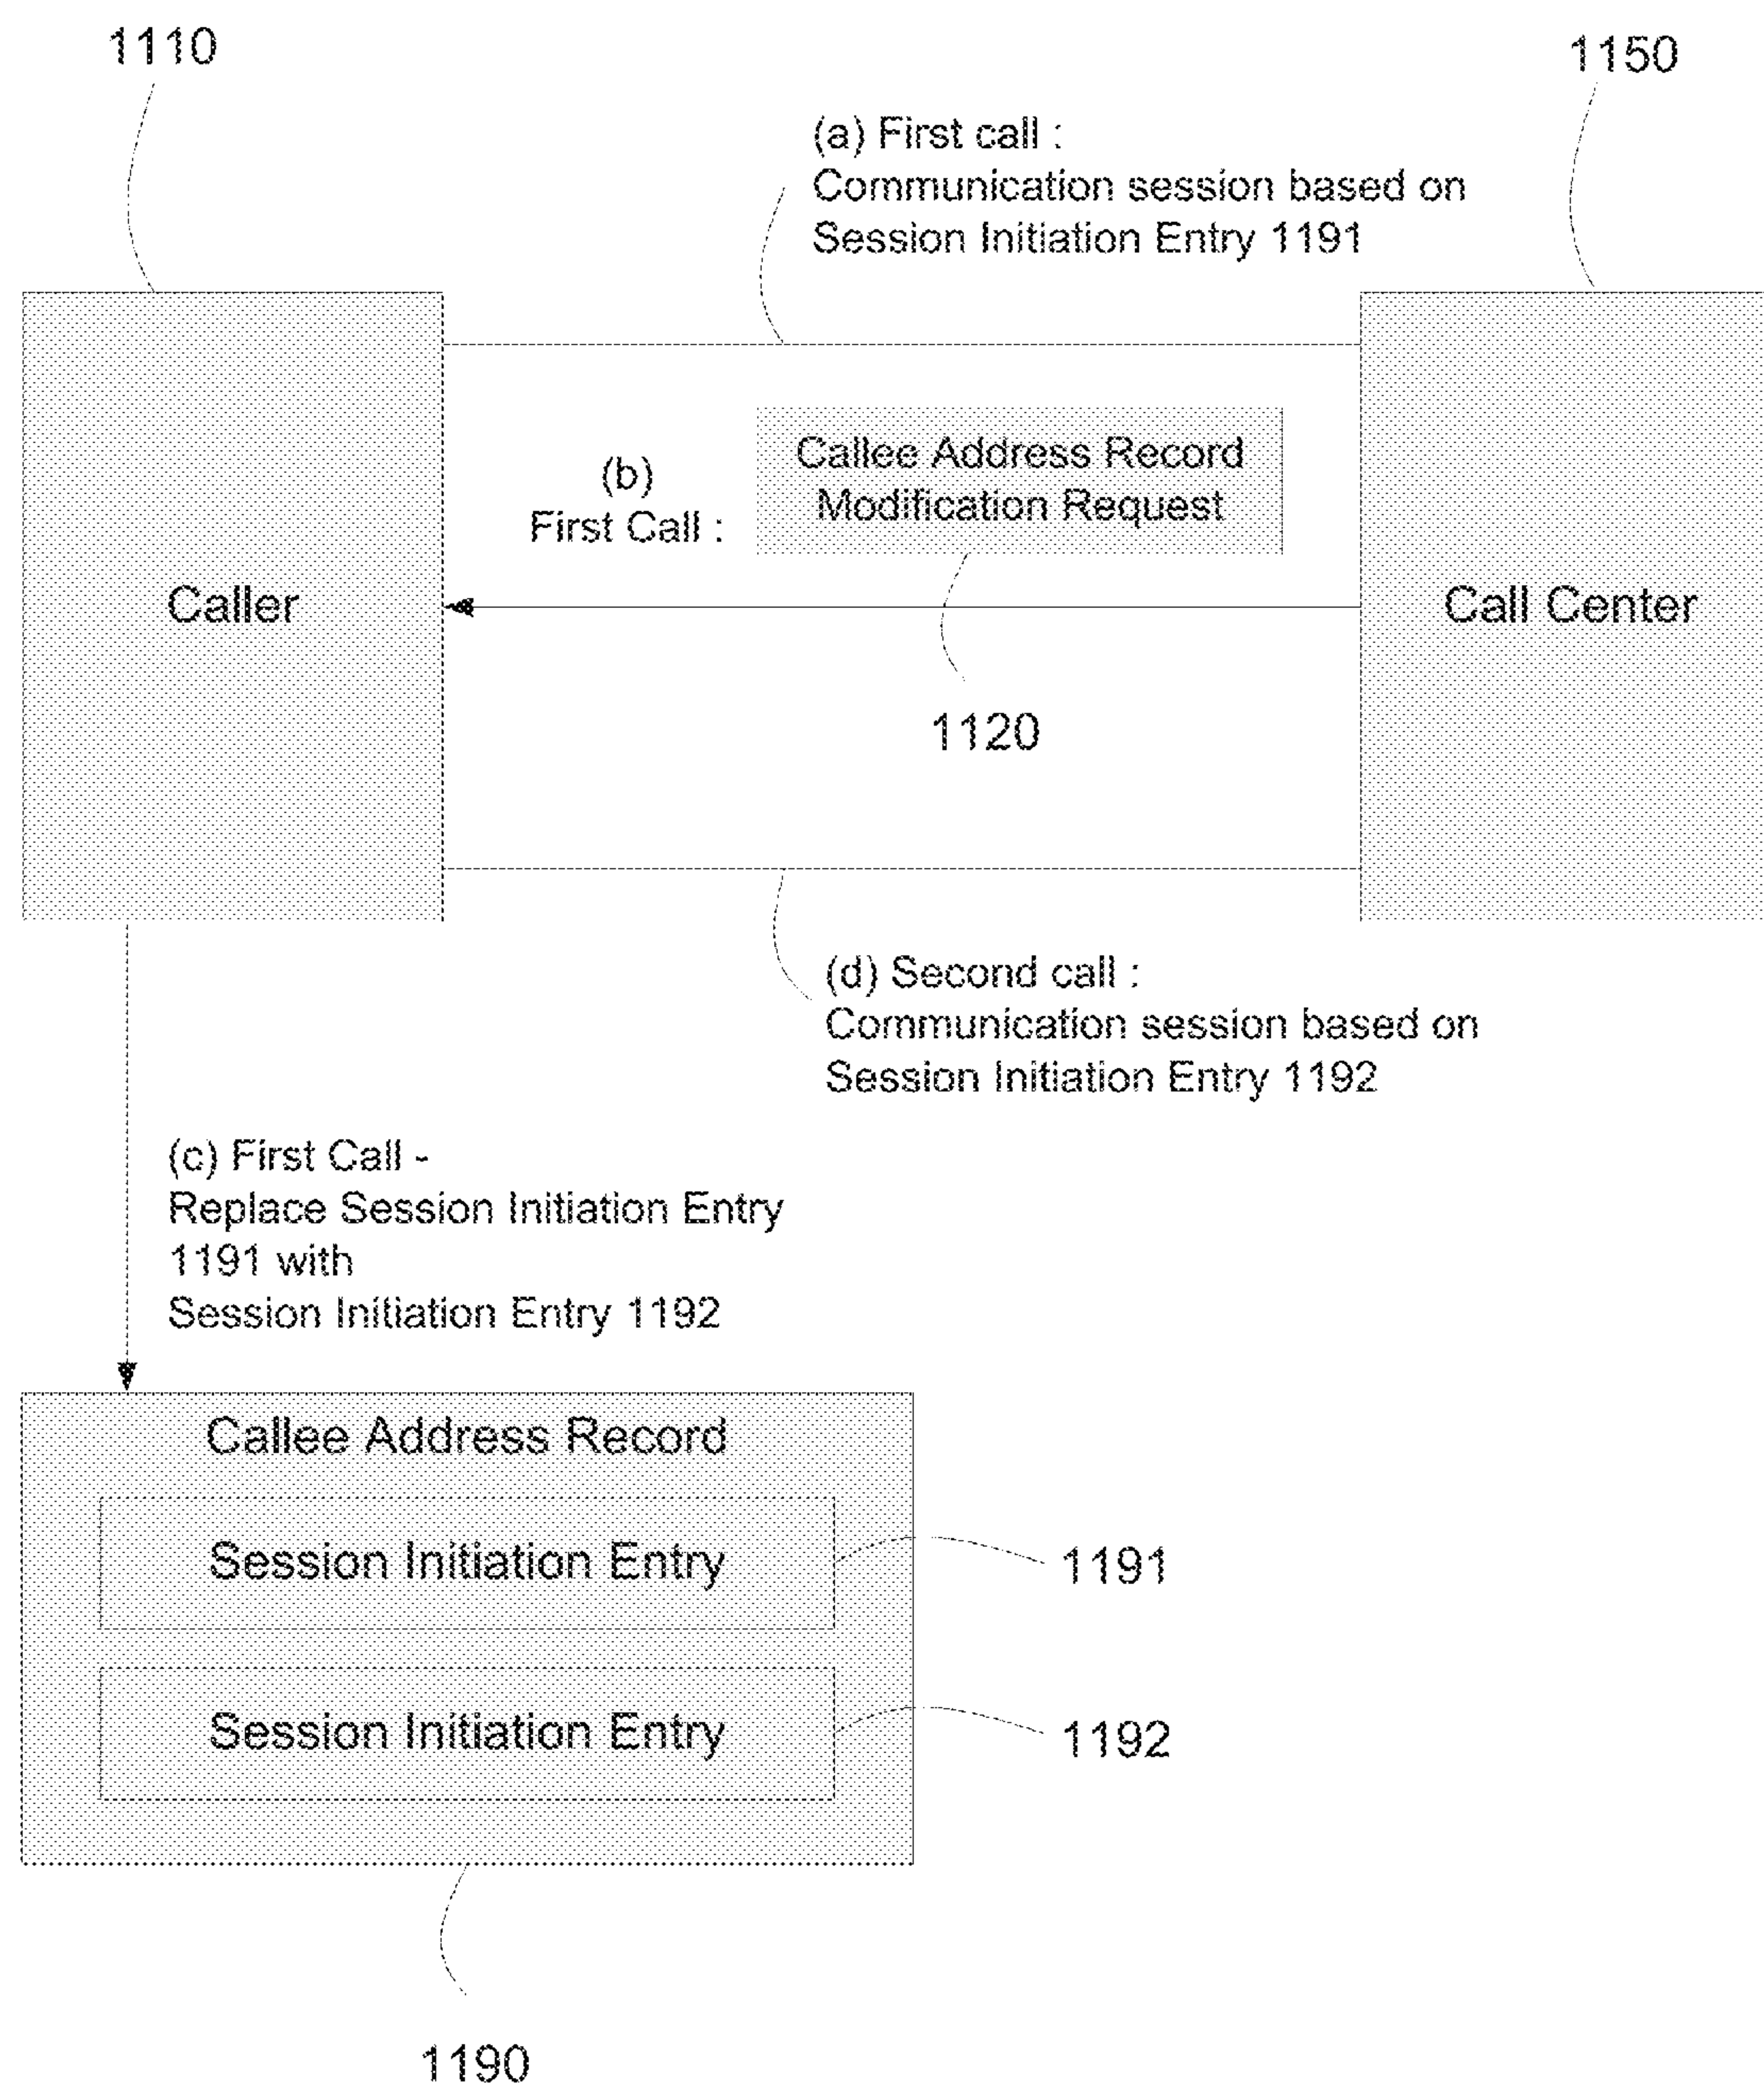 1110
1150
(a) First call :
Communication session based on
Session Initiation Entry 1191
Callee Address Record
Modification Request
(b)
First Call :
Caller
Call Center
1120
(d) Second call :
Communication session based on
Session Initiation Entry 1192
(c) First Call -
Replace Session Initiation Entry
1191 with
Session Initiation Entry 1192
Callee Address Record
Session Initiation Entry
1191
Session Initiation Entry
1192
1190